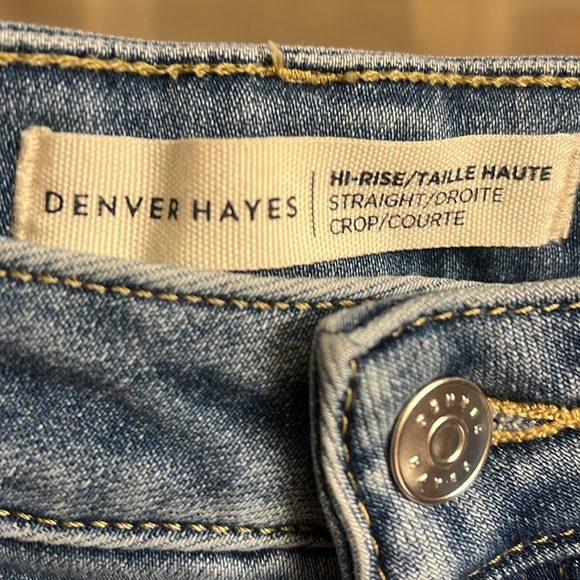 DENVER HAYES
HI-RISE/TAILLE HAUTE
STRAIGHT/DROITE
CROP/COURTE
DENVER
HAYES